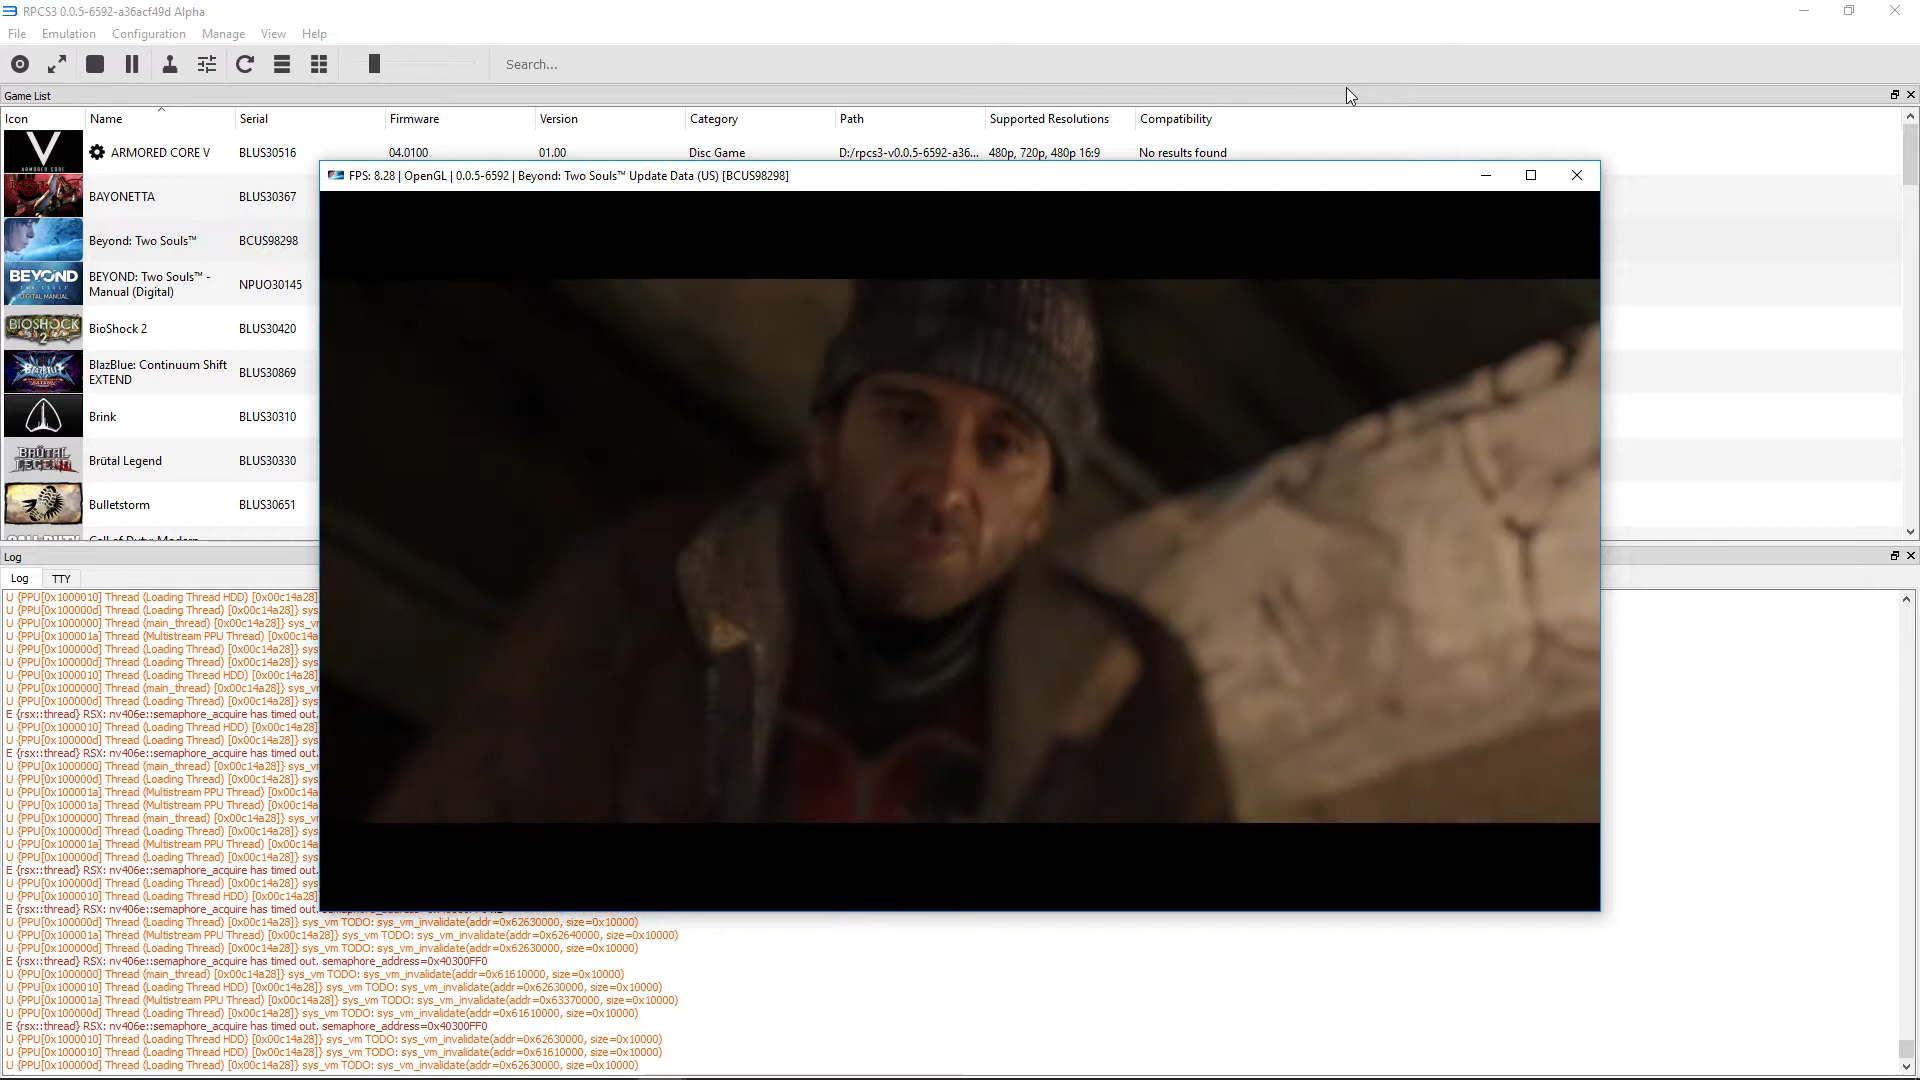 RPCS3 0.0.5-6592-a36acf49d Alpha
File Emulation Configuration Manage View Help
Search...
Game List
Icon Name Serial Firmware Version Category Path Supported Resolutions Compatibility
V
ARMORED CORE
ARMORED CORE V BLUS30516 04.0100 01.00 Disc Game D:/rpcs3-v0.0.5-6592-a36... 480p, 720p, 480p 16:9 No results found
FPS: 8.28 | OpenGL | 0.0.5-6592 | Beyond: Two Souls™ Update Data (US) [BCUS98298]
BAYONETTA BLUS30367
Beyond: Two Souls™ BCUS98298
BEYOND
TWO SOULS
DIGITAL MANUAL
BEYOND: Two Souls™ -
Manual (Digital)
NPUO30145
BIOSHOCK
2
BioShock 2 BLUS30420
BLAZBLUE
BlazBlue: Continuum Shift
EXTEND
BLUS30869
Brink BLUS30310
BRÜTAL
LEGEND
Brütal Legend BLUS30330
Bulletstorm BLUS30651
Call of Duty: Modern
Log
Log TTY
U {PPU[0x1000010] Thread (Loading Thread HDD) [0x00c14a28]
U {PPU[0x100000d] Thread (Loading Thread) [0x00c14a28]} sys
U {PPU[0x1000000] Thread (main_thread) [0x00c14a28]} sys_vm
U {PPU[0x100001a] Thread (Multistream PPU Thread) [0x00c14a
U {PPU[0x100000d] Thread (Loading Thread) [0x00c14a28]} sys
U {PPU[0x100000d] Thread (Loading Thread) [0x00c14a28]} sys
U {PPU[0x1000010] Thread (Loading Thread HDD) [0x00c14a28]
U {PPU[0x1000000] Thread (main_thread) [0x00c14a28]} sys_vm
U {PPU[0x100000d] Thread (Loading Thread) [0x00c14a28]} sys
E {rsx::thread} RSX: nv406e::semaphore_acquire has timed out.
U {PPU[0x1000010] Thread (Loading Thread HDD) [0x00c14a28]
U {PPU[0x100000d] Thread (Loading Thread) [0x00c14a28]} sys
E {rsx::thread} RSX: nv406e::semaphore_acquire has timed out.
U {PPU[0x1000000] Thread (main_thread) [0x00c14a28]} sys_vm
U {PPU[0x100000d] Thread (Loading Thread) [0x00c14a28]} sys
U {PPU[0x100001a] Thread (Multistream PPU Thread) [0x00c14a
U {PPU[0x100001a] Thread (Multistream PPU Thread) [0x00c14a
U {PPU[0x1000000] Thread (main_thread) [0x00c14a28]} sys_vm
U {PPU[0x100000d] Thread (Loading Thread) [0x00c14a28]} sys
U {PPU[0x100001a] Thread (Multistream PPU Thread) [0x00c14a
U {PPU[0x100000d] Thread (Loading Thread) [0x00c14a28]} sys
E {rsx::thread} RSX: nv406e::semaphore_acquire has timed out.
U {PPU[0x100000d] Thread (Loading Thread) [0x00c14a28]} sys
U {PPU[0x1000010] Thread (Loading Thread HDD) [0x00c14a28]
E {rsx::thread} RSX: nv406e::semaphore_acquire has timed out.
U {PPU[0x100000d] Thread (Loading Thread) [0x00c14a28]} sys_vm TODO: sys_vm_invalidate(addr=0x62630000, size=0x10000)
U {PPU[0x100001a] Thread (Multistream PPU Thread) [0x00c14a28]} sys_vm TODO: sys_vm_invalidate(addr=0x62640000, size=0x10000)
U {PPU[0x100000d] Thread (Loading Thread) [0x00c14a28]} sys_vm TODO: sys_vm_invalidate(addr=0x62630000, size=0x10000)
E {rsx::thread} RSX: nv406e::semaphore_acquire has timed out. semaphore_address=0x40300FF0
U {PPU[0x1000000] Thread (main_thread) [0x00c14a28]} sys_vm TODO: sys_vm_invalidate(addr=0x61610000, size=0x10000)
U {PPU[0x1000010] Thread (Loading Thread HDD) [0x00c14a28]} sys_vm TODO: sys_vm_invalidate(addr=0x62630000, size=0x10000)
U {PPU[0x100001a] Thread (Multistream PPU Thread) [0x00c14a28]} sys_vm TODO: sys_vm_invalidate(addr=0x63370000, size=0x10000)
U {PPU[0x100000d] Thread (Loading Thread) [0x00c14a28]} sys_vm TODO: sys_vm_invalidate(addr=0x61610000, size=0x10000)
E {rsx::thread} RSX: nv406e::semaphore_acquire has timed out. semaphore_address=0x40300FF0
U {PPU[0x1000010] Thread (Loading Thread HDD) [0x00c14a28]} sys_vm TODO: sys_vm_invalidate(addr=0x62630000, size=0x10000)
U {PPU[0x1000010] Thread (Loading Thread HDD) [0x00c14a28]} sys_vm TODO: sys_vm_invalidate(addr=0x61610000, size=0x10000)
U {PPU[0x100000d] Thread (Loading Thread) [0x00c14a28]} sys_vm TODO: sys_vm_invalidate(addr=0x62630000, size=0x10000)